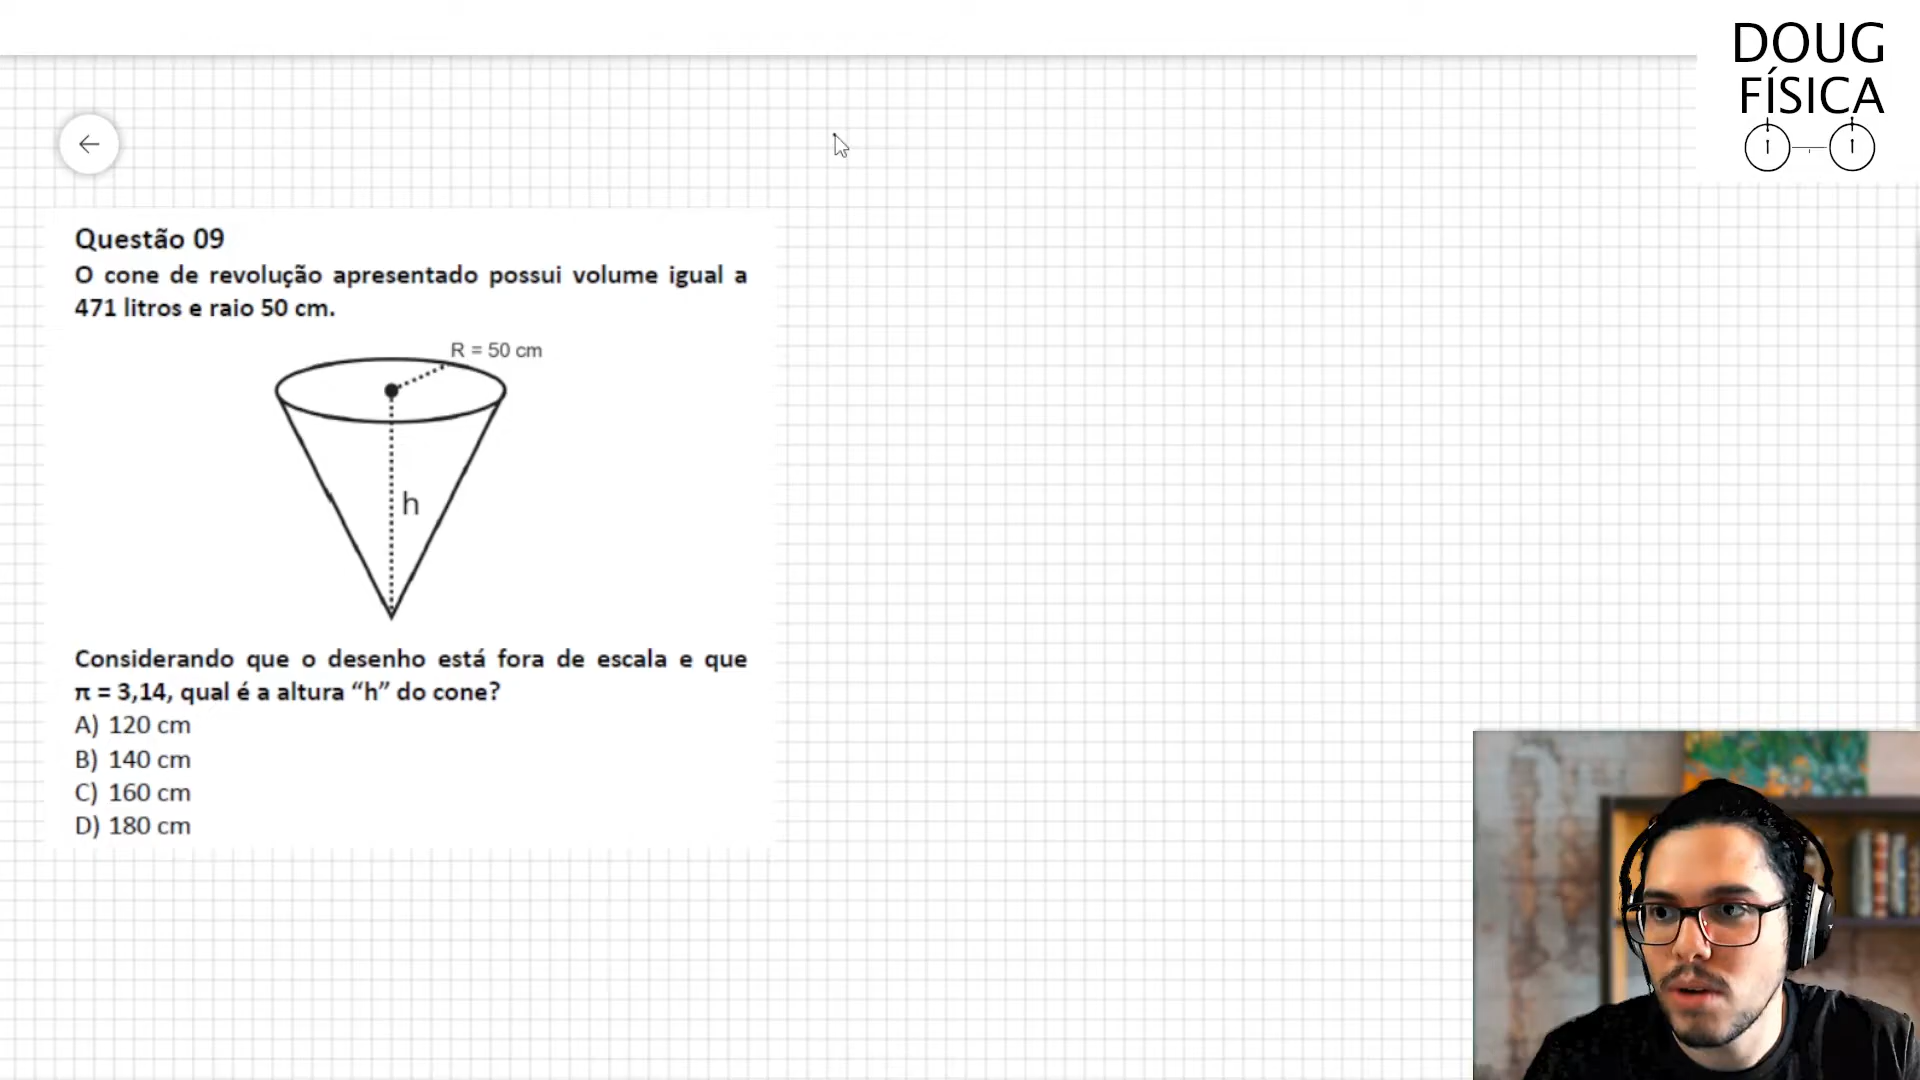 DOUG
FÍSICA
Questão 09
O cone de revolução apresentado possui volume igual a
471 litros e raio 50 cm.
R = 50 cm
h
Considerando que o desenho está fora de escala e que
π = 3,14, qual é a altura “h” do cone?
A) 120 cm
B) 140 cm
C) 160 cm
D) 180 cm